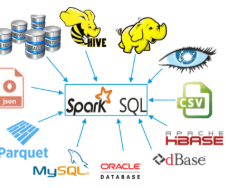 HIVE
json
Spark SQL
CSV
APACHE
HBASE
Parquet
MySQL
ORACLE
DATABASE
dBase